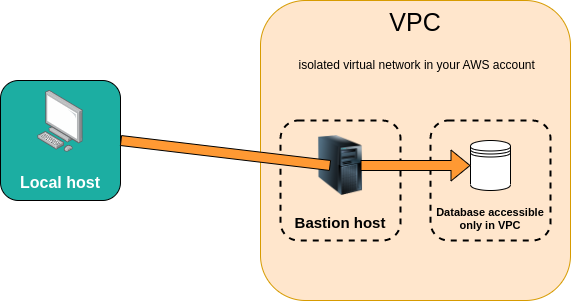 VPC
isolated virtual network in your AWS account
Local host
Bastion host
Database accessible
only in VPC